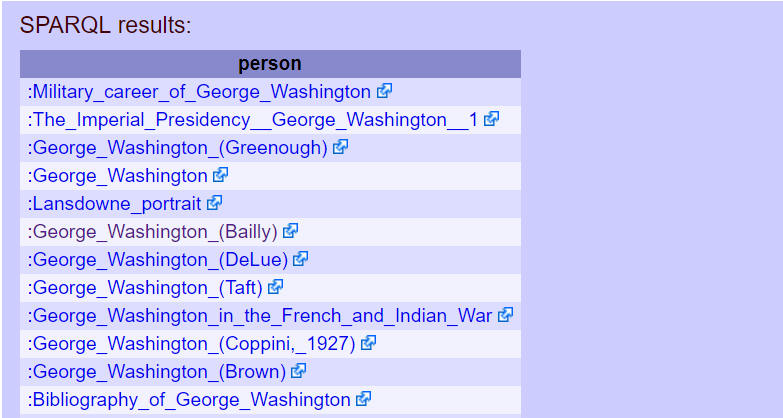 SPARQL results:
person
:Military_career_of_George_Washington
:The_Imperial_Presidency__George_Washington__1
:George_Washington_(Greenough)
:George_Washington
:Lansdowne_portrait
:George_Washington_(Bailly)
:George_Washington_(DeLue)
:George_Washington_(Taft)
:George_Washington_in_the_French_and_Indian_War
:George_Washington_(Coppini,_1927)
:George_Washington_(Brown)
:Bibliography_of_George_Washington